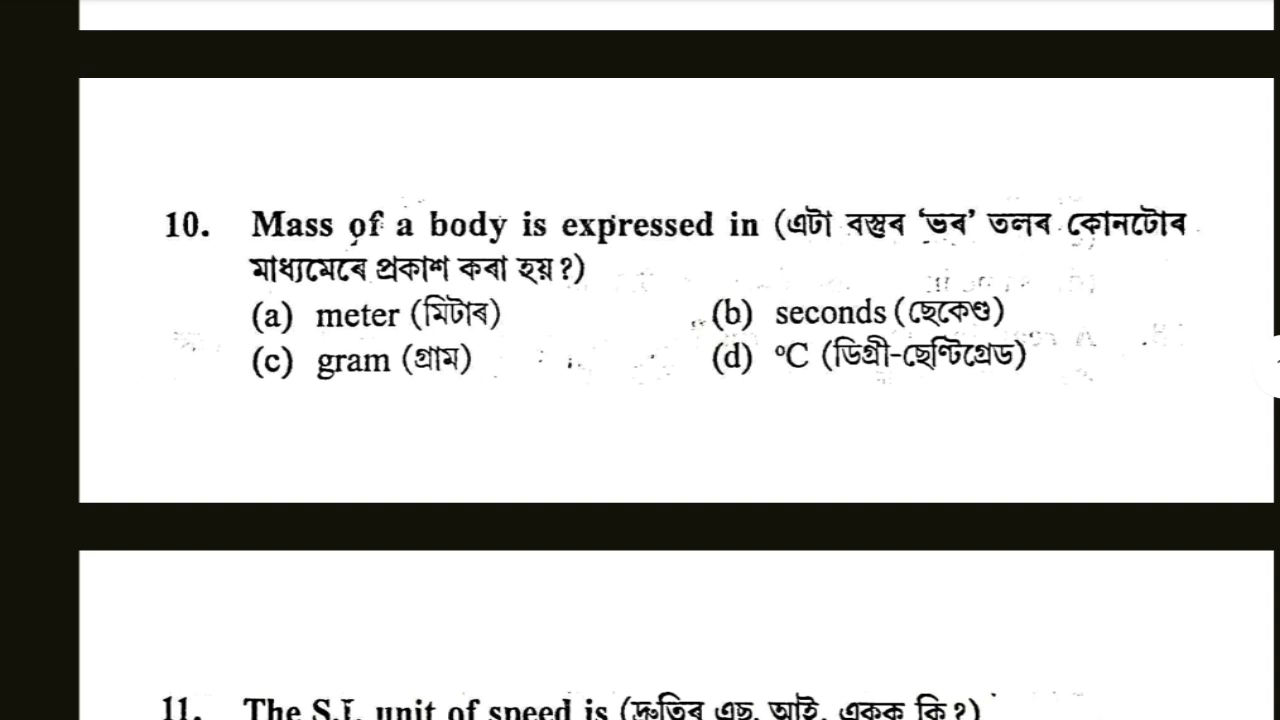 10. Mass of a body is expressed in (এটা বস্তুৰ ‘ভৰ’ তলৰ কোনটোৰ
মাধ্যমেৰে প্ৰকাশ কৰা হয়?)
(a) meter (মিটাৰ) (b) seconds (ছেকেণ্ড)
(c) gram (গ্ৰাম) (d) °C (ডিগ্ৰী-ছেণ্টিগ্ৰেড)
11. The S.I. unit of speed is (দ্ৰুতিৰ এছ. আই. একক কি?)